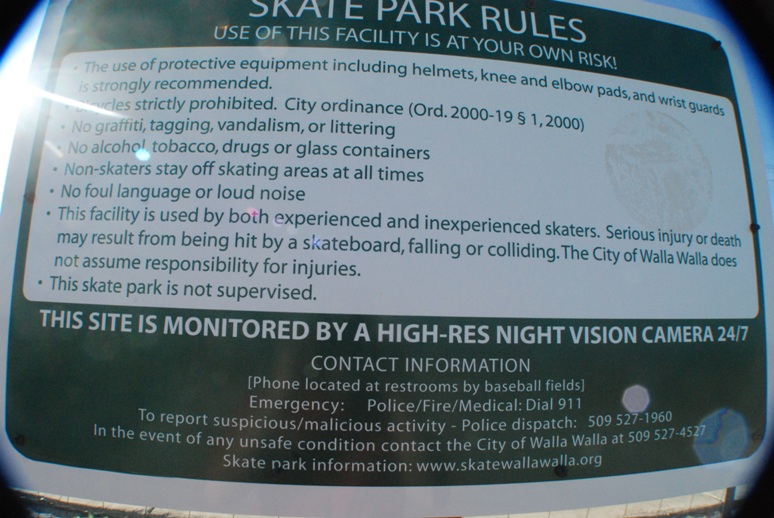 SKATE PARK RULES
USE OF THIS FACILITY IS AT YOUR OWN RISK!
• The use of protective equipment including helmets, knee and elbow pads, and wrist guards
is strongly recommended.
• Bicycles strictly prohibited. City ordinance (Ord. 2000-19 § 1, 2000)
• No graffiti, tagging, vandalism, or littering
• No alcohol, tobacco, drugs or glass containers
• Non-skaters stay off skating areas at all times
• No foul language or loud noise
• This facility is used by both experienced and inexperienced skaters. Serious injury or death
may result from being hit by a skateboard, falling or colliding. The City of Walla Walla does
not assume responsibility for injuries.
• This skate park is not supervised.
THIS SITE IS MONITORED BY A HIGH-RES NIGHT VISION CAMERA 24/7
CONTACT INFORMATION
[Phone located at restrooms by baseball fields]
Emergency: Police/Fire/Medical: Dial 911
To report suspicious/malicious activity - Police dispatch: 509 527-1960
In the event of any unsafe condition contact the City of Walla Walla at 509 527-4527
Skate park information: www.skatewallawalla.org